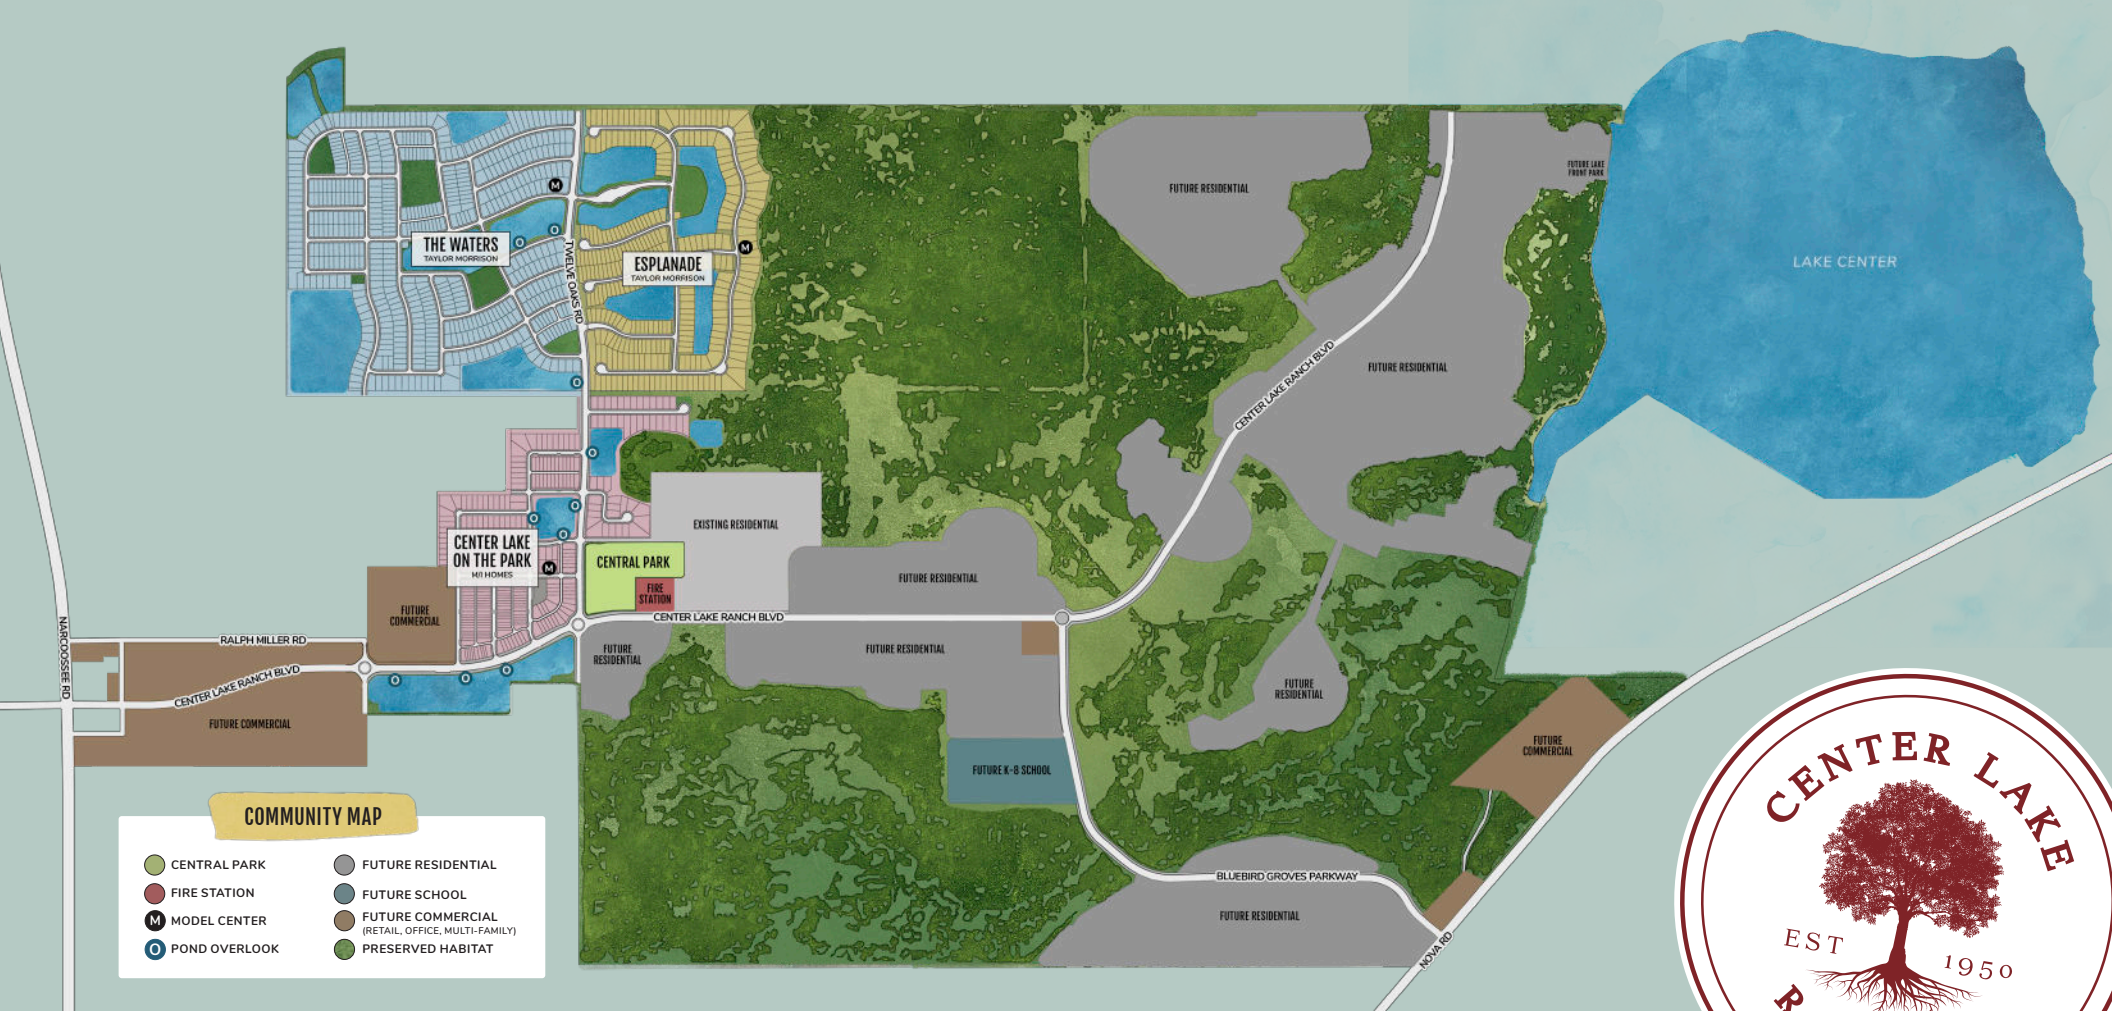 FUTURE RESIDENTIAL
FUTURE LAKE
FRONT PARK
M
THE WATERS
TAYLOR MORRISON
O
O
TWELVE OAKS RD
ESPLANADE
TAYLOR MORRISON
M
LAKE CENTER
O
CENTER LAKE RANCH BLVD
FUTURE RESIDENTIAL
O
O
O
O
EXISTING RESIDENTIAL
CENTER LAKE
ON THE PARK
M/I HOMES
M
CENTRAL PARK
FIRE
STATION
FUTURE RESIDENTIAL
FUTURE
COMMERCIAL
CENTER LAKE RANCH BLVD
NARCOOSSEE RD
RALPH MILLER RD
CENTER LAKE RANCH BLVD
O
O
O
FUTURE
RESIDENTIAL
FUTURE RESIDENTIAL
FUTURE
RESIDENTIAL
FUTURE COMMERCIAL
FUTURE
COMMERCIAL
FUTURE K-8 SCHOOL
BLUEBIRD GROVES PARKWAY
FUTURE RESIDENTIAL
NOVA RD
COMMUNITY MAP
CENTRAL PARK
FIRE STATION
M MODEL CENTER
O POND OVERLOOK
FUTURE RESIDENTIAL
FUTURE SCHOOL
FUTURE COMMERCIAL
(RETAIL, OFFICE, MULTI-FAMILY)
PRESERVED HABITAT
CENTER LAKE
EST 1950